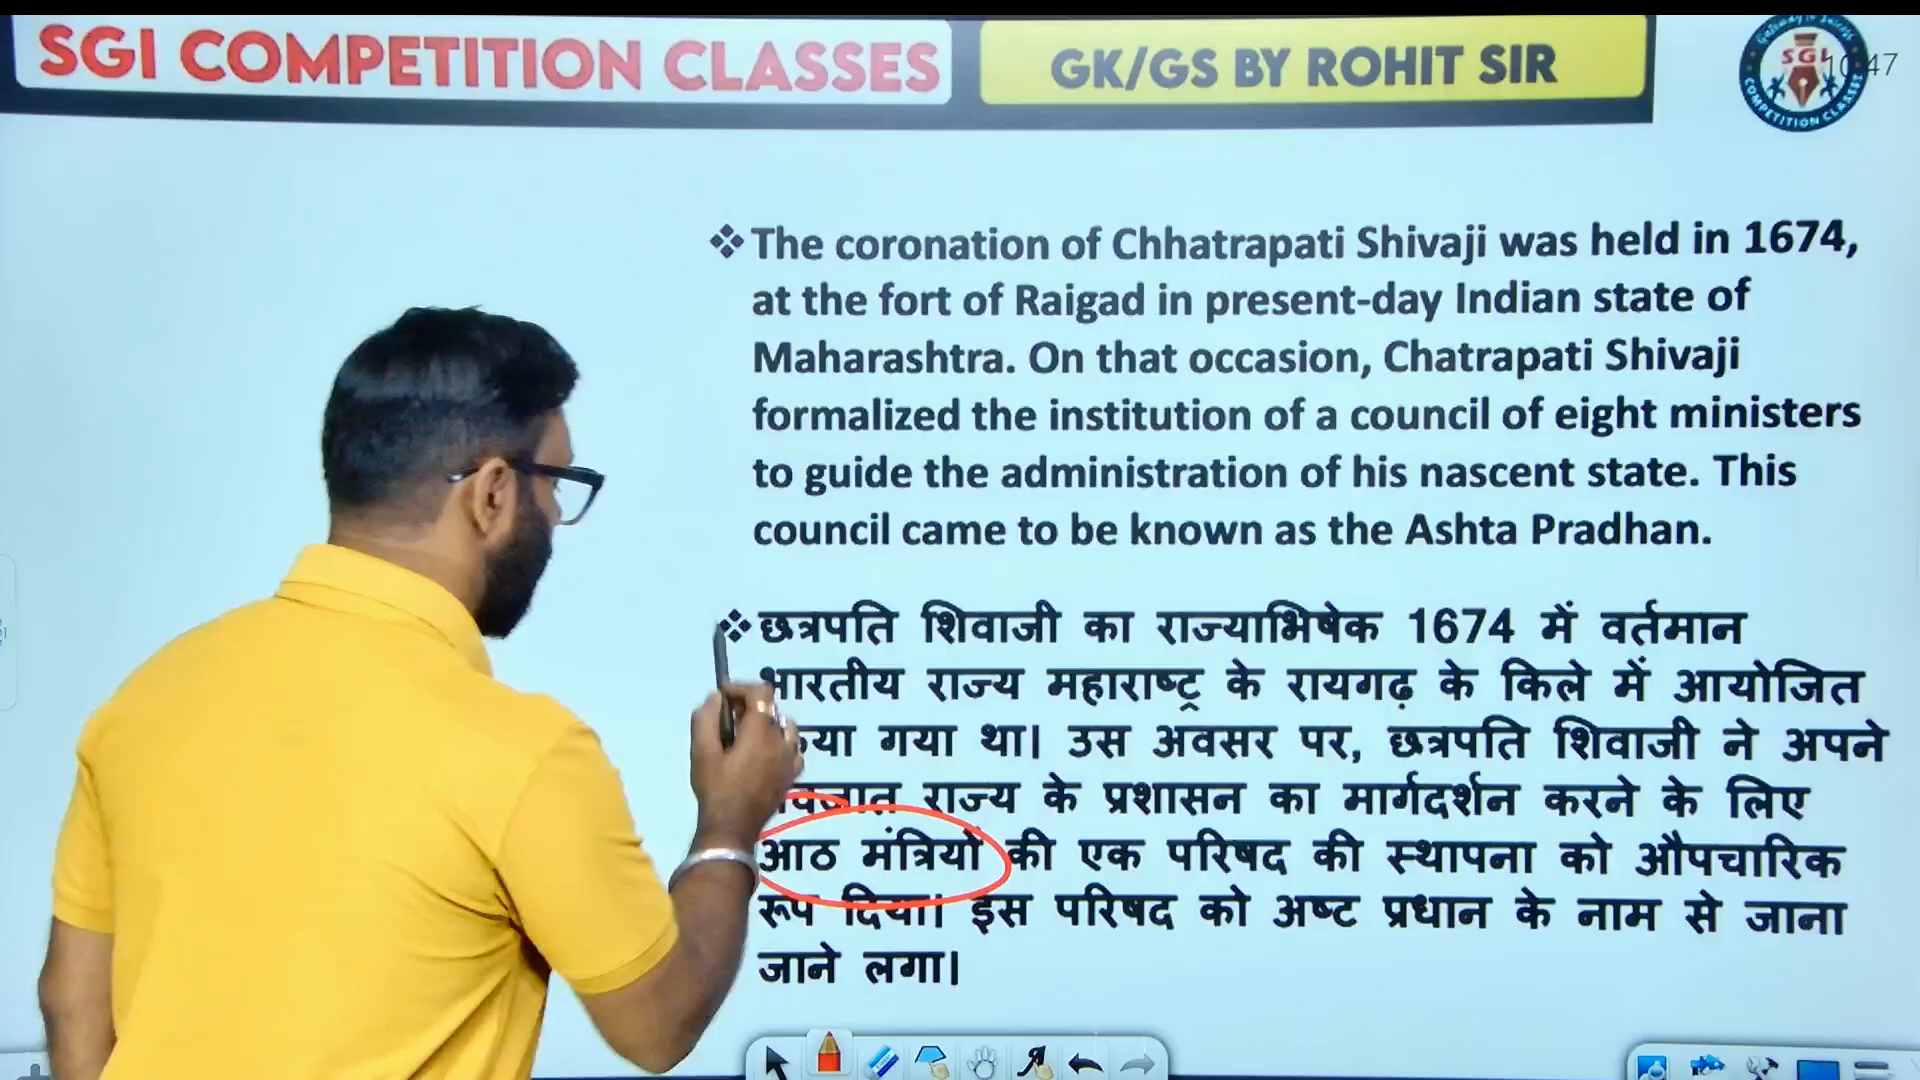 SGI COMPETITION CLASSES
GK/GS BY ROHIT SIR
SGI
COMPETITION CLASSES
❖ The coronation of Chhatrapati Shivaji was held in 1674,
at the fort of Raigad in present-day Indian state of
Maharashtra. On that occasion, Chatrapati Shivaji
formalized the institution of a council of eight ministers
to guide the administration of his nascent state. This
council came to be known as the Ashta Pradhan.
❖ छत्रपति शिवाजी का राज्याभिषेक 1674 में वर्तमान
भारतीय राज्य महाराष्ट्र के रायगढ़ के किले में आयोजित
गया था। उस अवसर पर, छत्रपति शिवाजी ने अपने
राज्य के प्रशासन का मार्गदर्शन करने के लिए
आठ मंत्रियों की एक परिषद की स्थापना को औपचारिक
रूप दिया। इस परिषद को अष्ट प्रधान के नाम से जाना
जाने लगा।